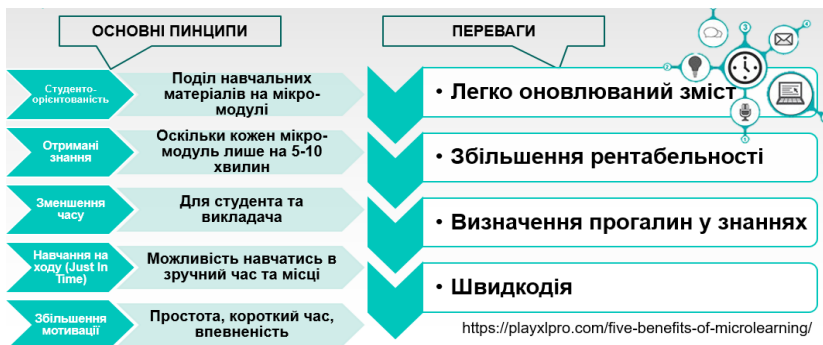 ОСНОВНІ ПИНЦИПИ
Студенто-
орієнтованість
Поділ навчальних
матеріалів на мікро-
модулі
Отримані
знання
Оскільки кожен мікро-
модуль лише на 5-10
хвилин
Зменшення
часу
Для студента та
викладача
Навчання на
ходу (Just In
Time)
Можливість навчатись в
зручний час та місці
Збільшення
мотивації
Простота, короткий час,
впевненість
ПЕРЕВАГИ
• Легко оновлюваний зміст
• Збільшення рентабельності
• Визначення прогалин у знаннях
• Швидкодія
https://playxlpro.com/five-benefits-of-microlearning/